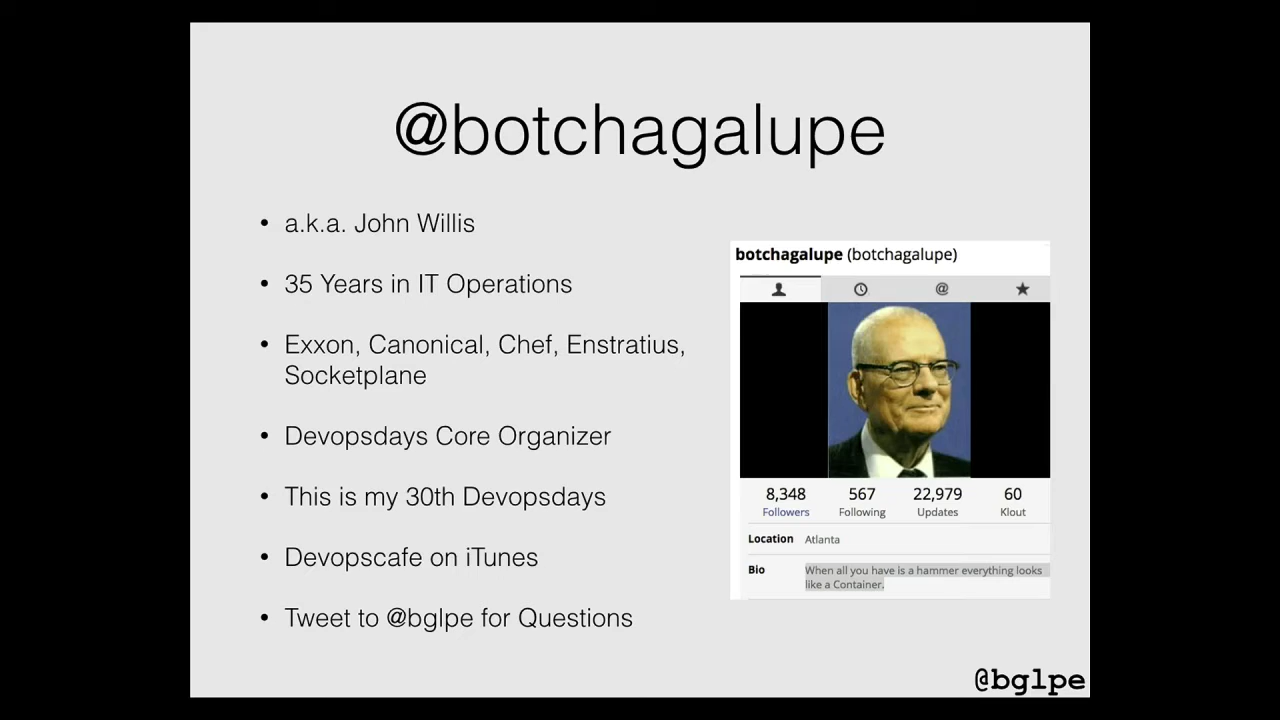 @botchagalupe
• a.k.a. John Willis
• 35 Years in IT Operations
• Exxon, Canonical, Chef, Enstratius,
Socketplane
• Devopsdays Core Organizer
• This is my 30th Devopsdays
• Devopscafe on iTunes
• Tweet to @bglpe for Questions
botchagalupe (botchagalupe)
@
8,348 567 22,979 60
Followers Following Updates Klout
Location Atlanta
Bio When all you have is a hammer everything looks
like a Container.
@bglpe